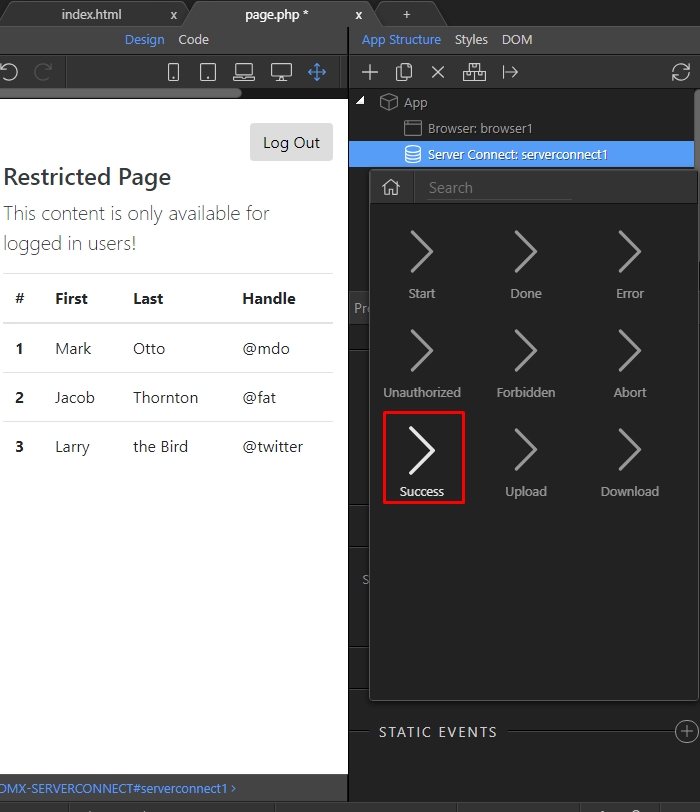 index.html x page.php * x +
Design Code
App Structure Styles DOM
App
Browser: browser1
Server Connect: serverconnect1
Search
Start Done Error
Unauthorized Forbidden Abort
Success Upload Download
STATIC EVENTS
Log Out
Restricted Page
This content is only available for
logged in users!
# First Last Handle
1 Mark Otto @mdo
2 Jacob Thornton @fat
3 Larry the Bird @twitter
DMX-SERVERCONNECT#serverconnect1 ›